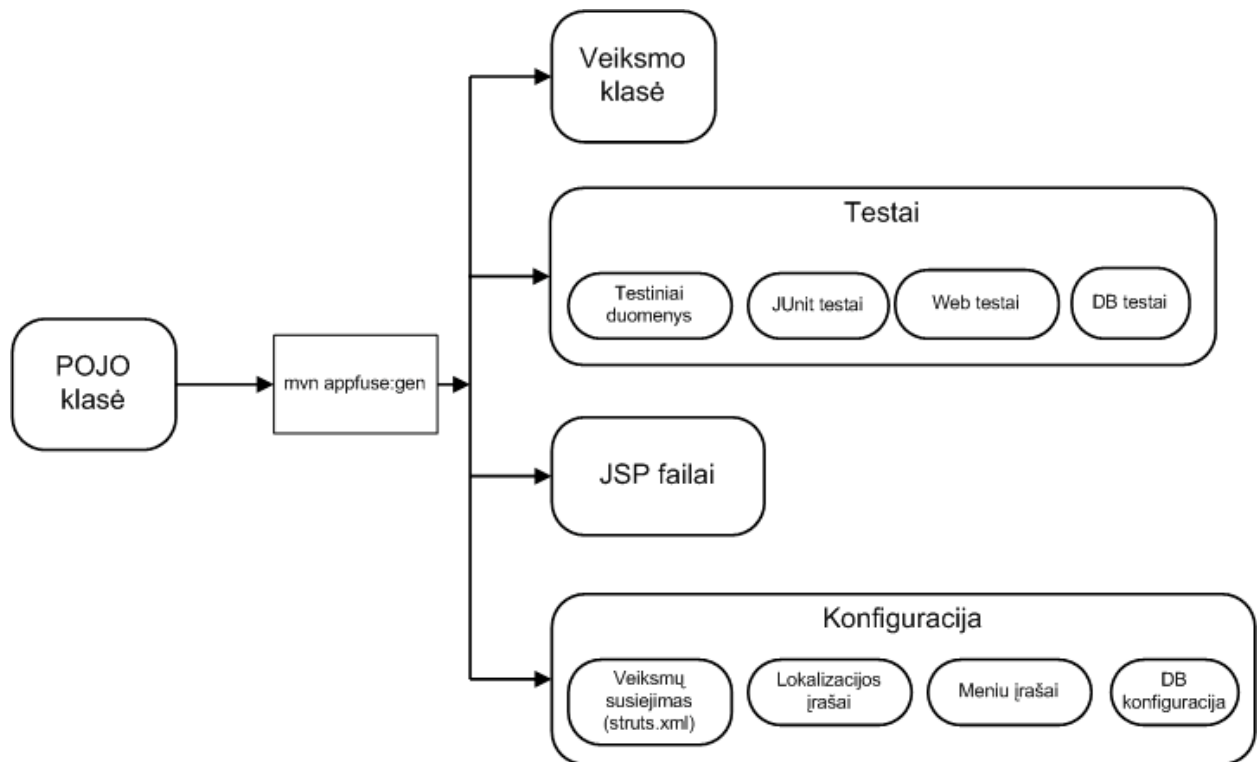 Veiksmo
klasė
Testai
Testiniai
duomenys
JUnit testai
Web testai
DB testai
POJO
klasė
mvn appfuse:gen
JSP failai
Konfiguracija
Veiksmų
susiejimas
(struts.xml)
Lokalizacijos
įrašai
Meniu įrašai
DB
konfiguracija